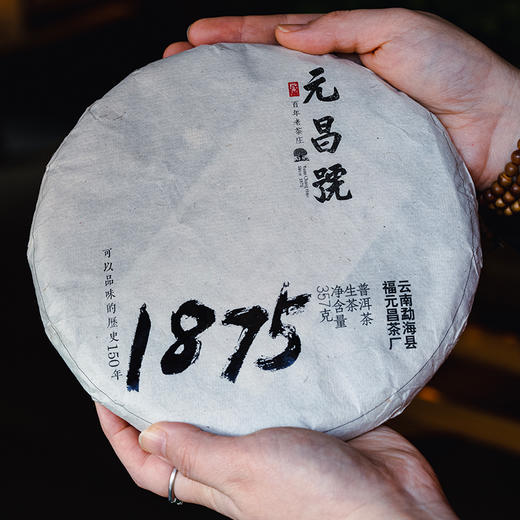 元昌號
百年老茶庄
Since 1875
云南勐海县
福元昌茶厂
普洱茶
生茶
净含量
357克
1875
可以品味的歷史150年